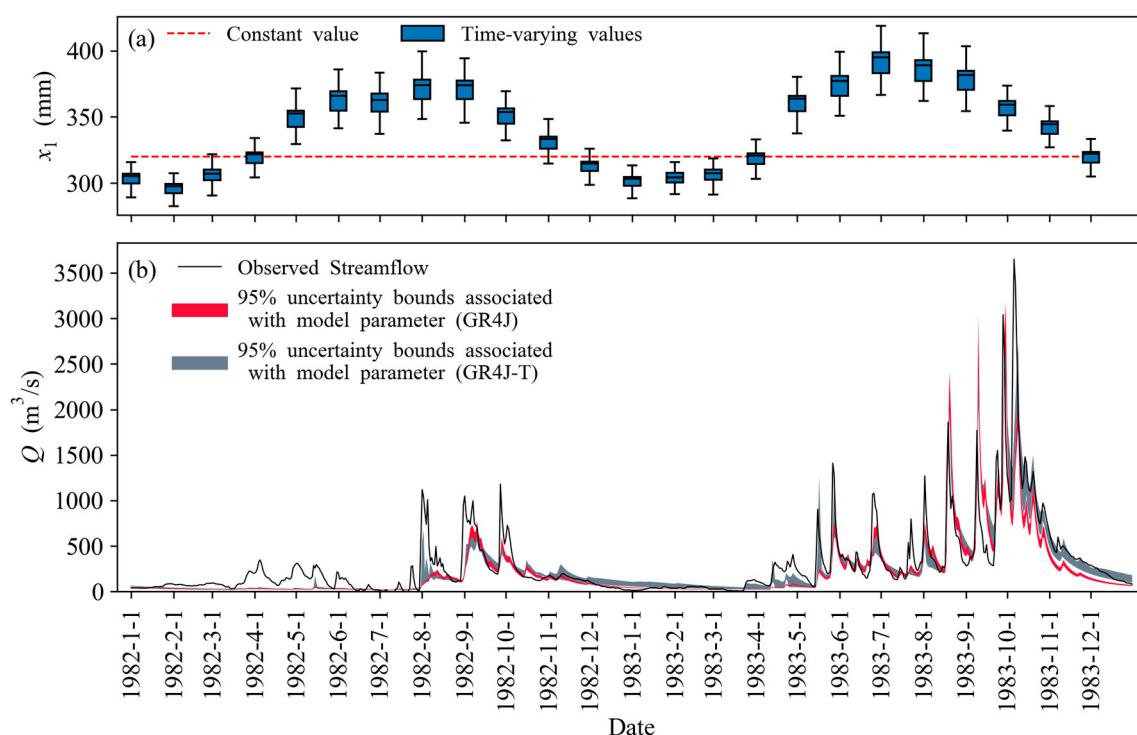 (a)
Constant value
Time-varying values
400
350
300
x1 (mm)
(b)
Observed Streamflow
95% uncertainty bounds associated
with model parameter (GR4J)
95% uncertainty bounds associated
with model parameter (GR4J-T)
3500
3000
2500
2000
1500
1000
500
0
Q (m3/s)
1982-1-1
1982-2-1
1982-3-1
1982-4-1
1982-5-1
1982-6-1
1982-7-1
1982-8-1
1982-9-1
1982-10-1
1982-11-1
1982-12-1
1983-1-1
1983-2-1
1983-3-1
1983-4-1
1983-5-1
1983-6-1
1983-7-1
1983-8-1
1983-9-1
1983-10-1
1983-11-1
1983-12-1
Date